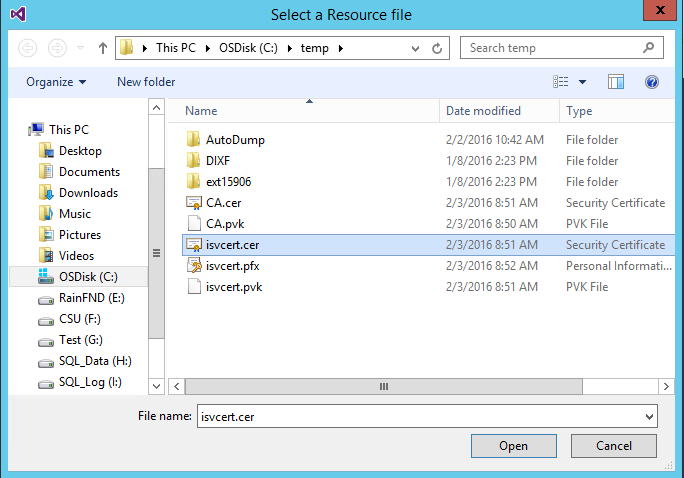 Select a Resource file
This PC OSDisk (C:) temp
Search temp
Organize New folder
Name Date modified Type
This PC
Desktop
Documents
Downloads
Music
Pictures
Videos
OSDisk (C:)
RainFND (E:)
CSU (F:)
Test (G:)
SQL_Data (H:)
SQL_Log (I:)
AutoDump 2/2/2016 10:42 AM File folder
DIXF 1/8/2016 2:23 PM File folder
ext15906 1/8/2016 2:23 PM File folder
CA.cer 2/3/2016 8:51 AM Security Certificate
CA.pvk 2/3/2016 8:50 AM PVK File
isvcert.cer 2/3/2016 8:51 AM Security Certificate
isvcert.pfx 2/3/2016 8:52 AM Personal Informati...
isvcert.pvk 2/3/2016 8:51 AM PVK File
File name: isvcert.cer
Open Cancel